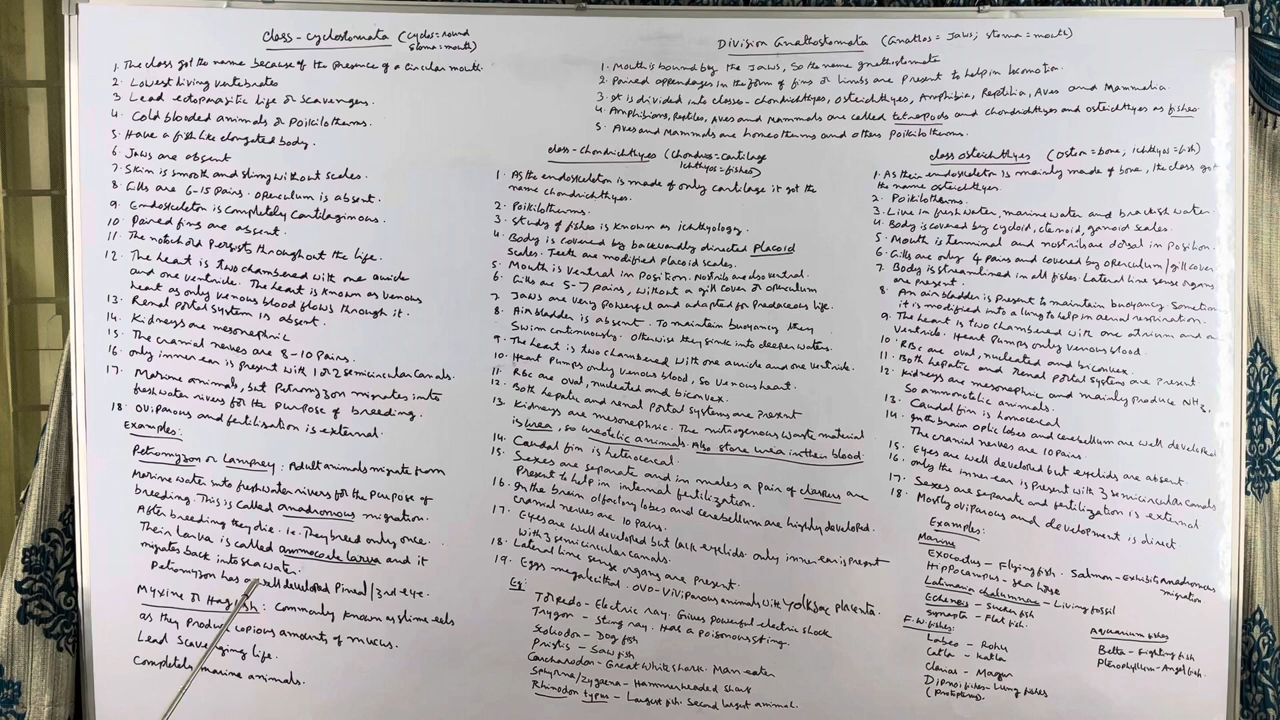 Class - Cyclostomata (cyclos = round
stoma = mouth)
1. The class got the name because of the presence of a circular mouth.
2. Lowest living vertebrates
3. Lead ectoparasitic life or Scavengers.
4. Cold blooded animals or Poikilotherms.
5. Have a fish like elongated body.
6. Jaws are absent
7. Skin is smooth and slimy without scales.
8. Gills are 6-15 pairs. operculum is absent.
9. Endoskeleton is completely cartilaginous.
10. Paired fins are absent.
11. The notochord persists throughout the life.
12. The heart is two chambered with one auricle
and one ventricle. The heart is known as venous
heart as only venous blood flows through it.
13. Renal portal system is absent.
14. Kidneys are mesonephric
15. The cranial nerves are 8-10 pairs.
16. only inner ear is present with 1 or 2 semicircular canals.
17. Marine animals, but Petromyzon migrates into
freshwater rivers for the purpose of breeding.
18. Oviparous and fertilisation is external.
Examples:
Petromyzon or Lamprey: Adult animals migrate from
Marine water into freshwater rivers for the purpose of
breeding. This is called anadromous migration.
After breeding they die. i.e. They breed only once.
Their Larva is called ammocoete larva and it
migrates back into sea water.
Petromyzon has well developed Pineal / 3rd eye.
Myxine or Hagfish: Commonly known as slime eels
as they produce copious amounts of mucus.
Lead Scavenging life.
Completely marine animals.
Division Gnathostomata (Gnathos = Jaws; stoma = mouth)
1. Mouth is bound by the Jaws, So the name gnathostomata
2. Paired appendages in the form of fins or limbs are present to help in locomotion.
3. It is divided into classes - Chondrichthyes, Osteichthyes, Amphibia, Reptilia, Aves and Mammalia.
4. Amphibians, Reptiles, Aves and Mammals are called tetrapods and Chondrichthyes and osteichthyes as fishes
5. Aves and Mammals are homeotherms and others Poikilotherms.
class - Chondrichthyes (Chondros = cartilage
ichthyos = fishes)
1. As the endoskeleton is made of only cartilage it got the
name chondrichthyes.
2. Poikilotherms.
3. Study of fishes is known as ichthyology.
4. Body is covered by backwardly directed Placoid
Scales. Teeth are modified placoid scales.
5. Mouth is ventral in position. Nostrils are also ventral.
6. Gills are 5-7 pairs, without a gill cover or operculum
7. Jaws are very powerful and adapted for Predaceous life.
8. Air bladder is absent. To maintain buoyancy they
Swim continuously. Otherwise they sink into deeper waters.
9. The heart is two chambered with one auricle and one ventricle.
10. Heart Pumps only venous blood, so venous heart.
11. RBC are oval, nucleated and biconvex.
12. Both hepatic and renal portal systems are present
13. Kidneys are mesonephric. The nitrogenous waste material
is urea, so ureotelic animals. Also store urea in their blood.
14. Caudal fin is heterocercal.
15. Sexes are separate and in males a pair of claspers are
Present to help in internal fertilization.
16. In the brain olfactory lobes and cerebellum are highly developed.
Cranial nerves are 10 pairs.
17. Eyes are well developed but lack eyelids. only inner ear is present
with 3 semicircular canals.
18. Lateral line sense organs are present.
19. Eggs megalecithal. Ovo-viviparous animals with yolksac placenta.
Eg:
Torpedo - Electric ray. Gives powerful electric shock
Trygon - Sting ray. Has a poisonous sting.
Scoliodon - Dog fish
Pristis - Saw fish
Carcharodon - Great White shark. Man eater
Sphyrna/zygaena - Hammerheaded shark
Rhinodon typus - Largest fish. Second largest animal.
class osteichthyes (osteon = bone, ichthyos = fish)
1. As their endoskeleton is mainly made of bone, the class got
the name osteichthyes.
2. Poikilotherms.
3. Live in freshwater, marine water and brackish water.
4. Body is covered by cycloid, ctenoid, ganoid scales
5. Mouth is terminal and nostrils are dorsal in position.
6. Gills are only 4 pairs and covered by operculum / gill cover
7. Body is streamlined in all fishes. Lateral line sense organs
are present.
8. An air bladder is present to maintain buoyancy. Sometimes
it is modified into a lung to help in aerial respiration.
9. The heart is two chambered with one atrium and one
ventricle. Heart Pumps only venous blood.
10. RBC are oval, nucleated and biconvex
11. Both hepatic and renal portal system are present
12. Kidneys are mesonephric and mainly produce NH3,
So ammonotelic animals.
13. Caudal fin is homocercal
14. In the brain optic lobes and cerebellum are well developed
The cranial nerves are 10 pairs.
15. Eyes are well developed but eyelids are absent.
16. only the inner ear is present with 3 semicircular canals
17. Sexes are separate and fertilization is external
18. Mostly oviparous and development is direct.
Examples:
Marine
Exocoetus - Flying fish. Salmon - exhibits Anadromous
migration
Hippocampus - Sea horse
Latimaria chalumnae - Living fossil
Echeneis - Sucker fish
Synapta - Flat fish.
F.W. fishes:
Labeo - Rohu
Catla - Katla
Clarias - Magur
Dipnoi fishes - Lung fishes
(Protopterus)
Aquarium fishes
Betta - Fighting fish
Pterophyllum - Angel fish.